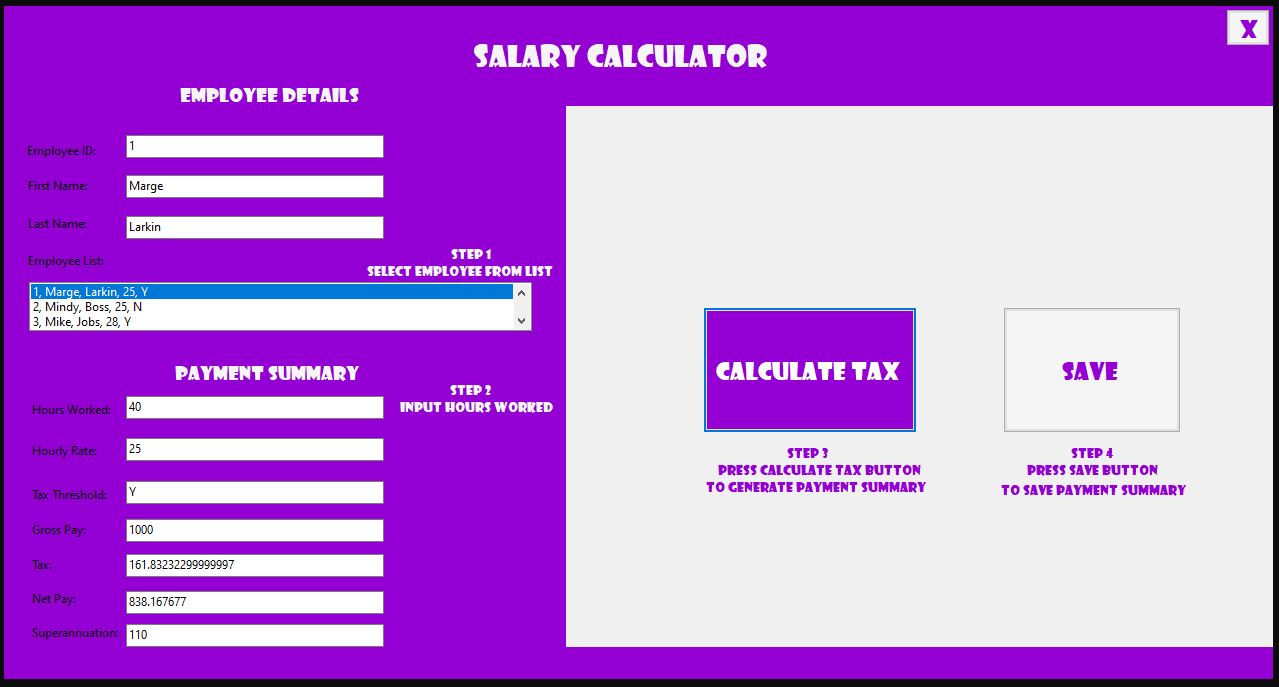 X
SALARY CALCULATOR
EMPLOYEE DETAILS
Employee ID: 1
First Name: Marge
Last Name: Larkin
Employee List:
STEP 1
SELECT EMPLOYEE FROM LIST
1, Marge, Larkin, 25, Y
2, Mindy, Boss, 25, N
3, Mike, Jobs, 28, Y
PAYMENT SUMMARY
STEP 2
INPUT HOURS WORKED
Hours Worked: 40
Hourly Rate: 25
Tax Threshold: Y
Gross Pay: 1000
Tax: 161.83232299999997
Net Pay: 838.167677
Superannuation: 110
CALCULATE TAX
STEP 3
PRESS CALCULATE TAX BUTTON
TO GENERATE PAYMENT SUMMARY
SAVE
STEP 4
PRESS SAVE BUTTON
TO SAVE PAYMENT SUMMARY